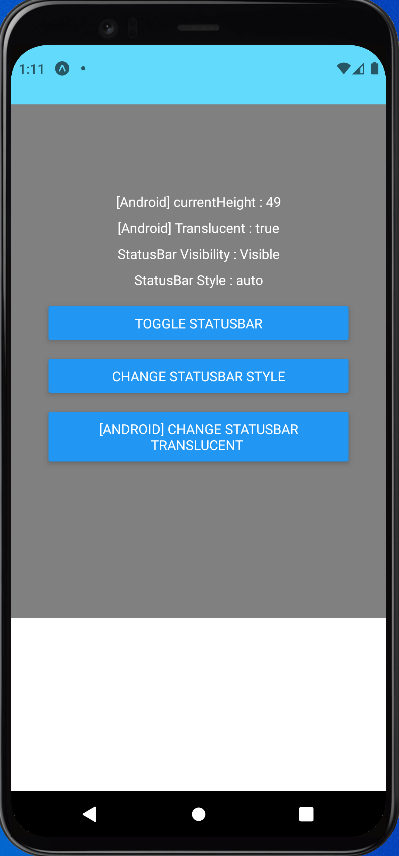 1:11
[Android] currentHeight : 49
[Android] Translucent : true
StatusBar Visibility : Visible
StatusBar Style : auto
TOGGLE STATUSBAR
CHANGE STATUSBAR STYLE
[ANDROID] CHANGE STATUSBAR
TRANSLUCENT